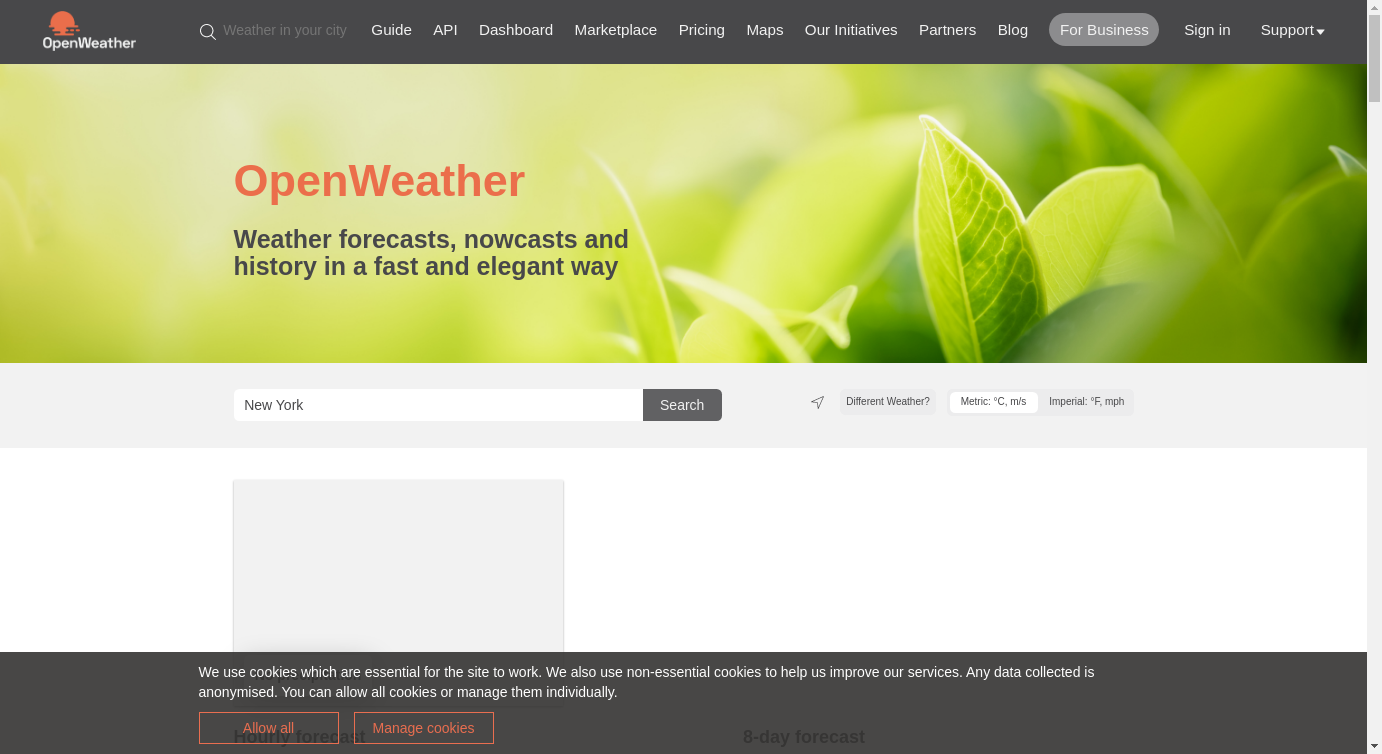 OpenWeather
Weather in your city
Guide
API
Dashboard
Marketplace
Pricing
Maps
Our Initiatives
Partners
Blog
For Business
Sign in
Support
OpenWeather
Weather forecasts, nowcasts and
history in a fast and elegant way
New York
Search
Different Weather?
Metric: °C, m/s
Imperial: °F, mph
We use cookies which are essential for the site to work. We also use non-essential cookies to help us improve our services. Any data collected is
anonymised. You can allow all cookies or manage them individually.
Allow all
Manage cookies
Hourly forecast
8-day forecast